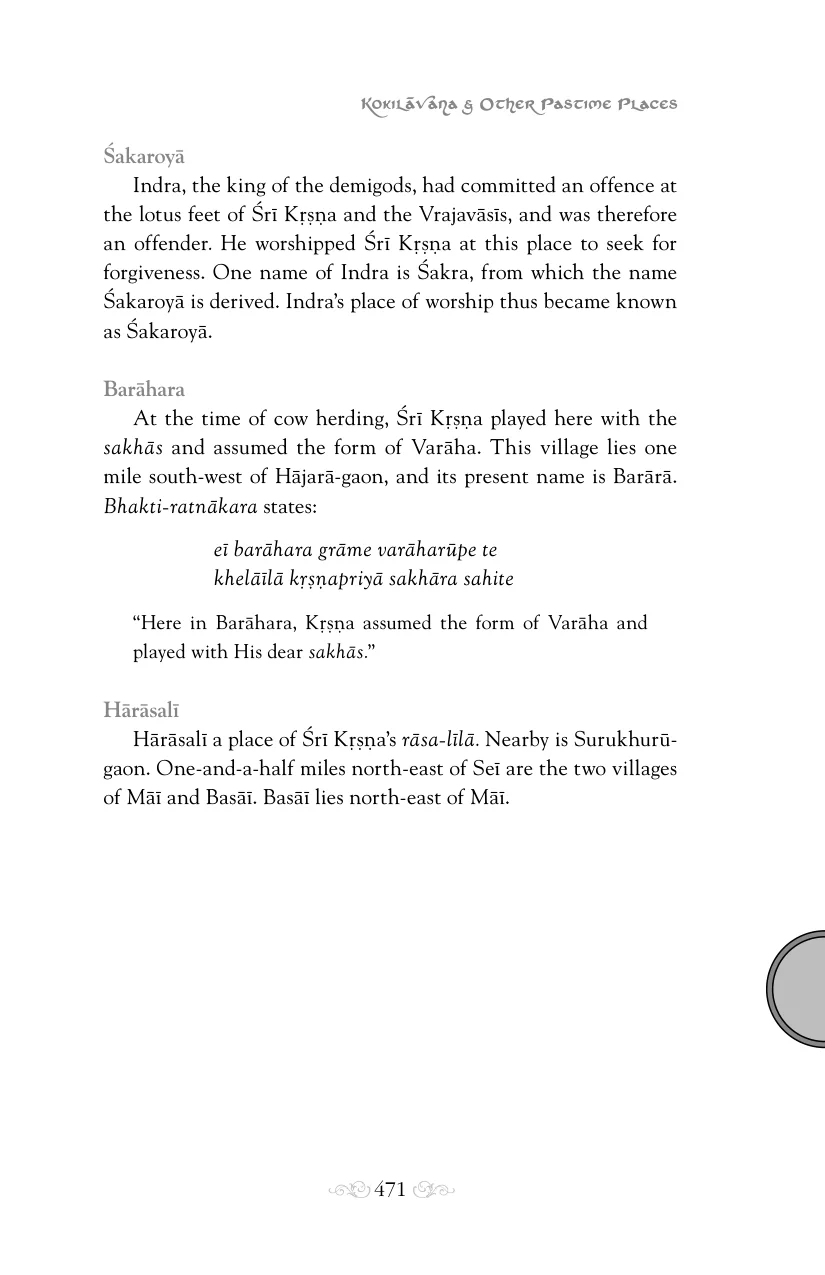 Kokilāvana & Other Pastime Places
Śakaroyā
Indra, the king of the demigods, had committed an offence at
the lotus feet of Śrī Kṛṣṇa and the Vrajavāsīs, and was therefore
an offender. He worshipped Śrī Kṛṣṇa at this place to seek for
forgiveness. One name of Indra is Śakra, from which the name
Śakaroyā is derived. Indra’s place of worship thus became known
as Śakaroyā.
Barāhara
At the time of cow herding, Śrī Kṛṣṇa played here with the
sakhās and assumed the form of Varāha. This village lies one
mile south-west of Hājarā-gaon, and its present name is Barārā.
Bhakti-ratnākara states:
eī barāhara grāme varāharūpe te
khelāīlā kṛṣṇapriyā sakhāra sahite
“Here in Barāhara, Kṛṣṇa assumed the form of Varāha and
played with His dear sakhās.”
Hārāsalī
Hārāsalī a place of Śrī Kṛṣṇa’s rāsa-līlā. Nearby is Surukhurū-
gaon. One-and-a-half miles north-east of Seī are the two villages
of Māī and Basāī. Basāī lies north-east of Māī.
471